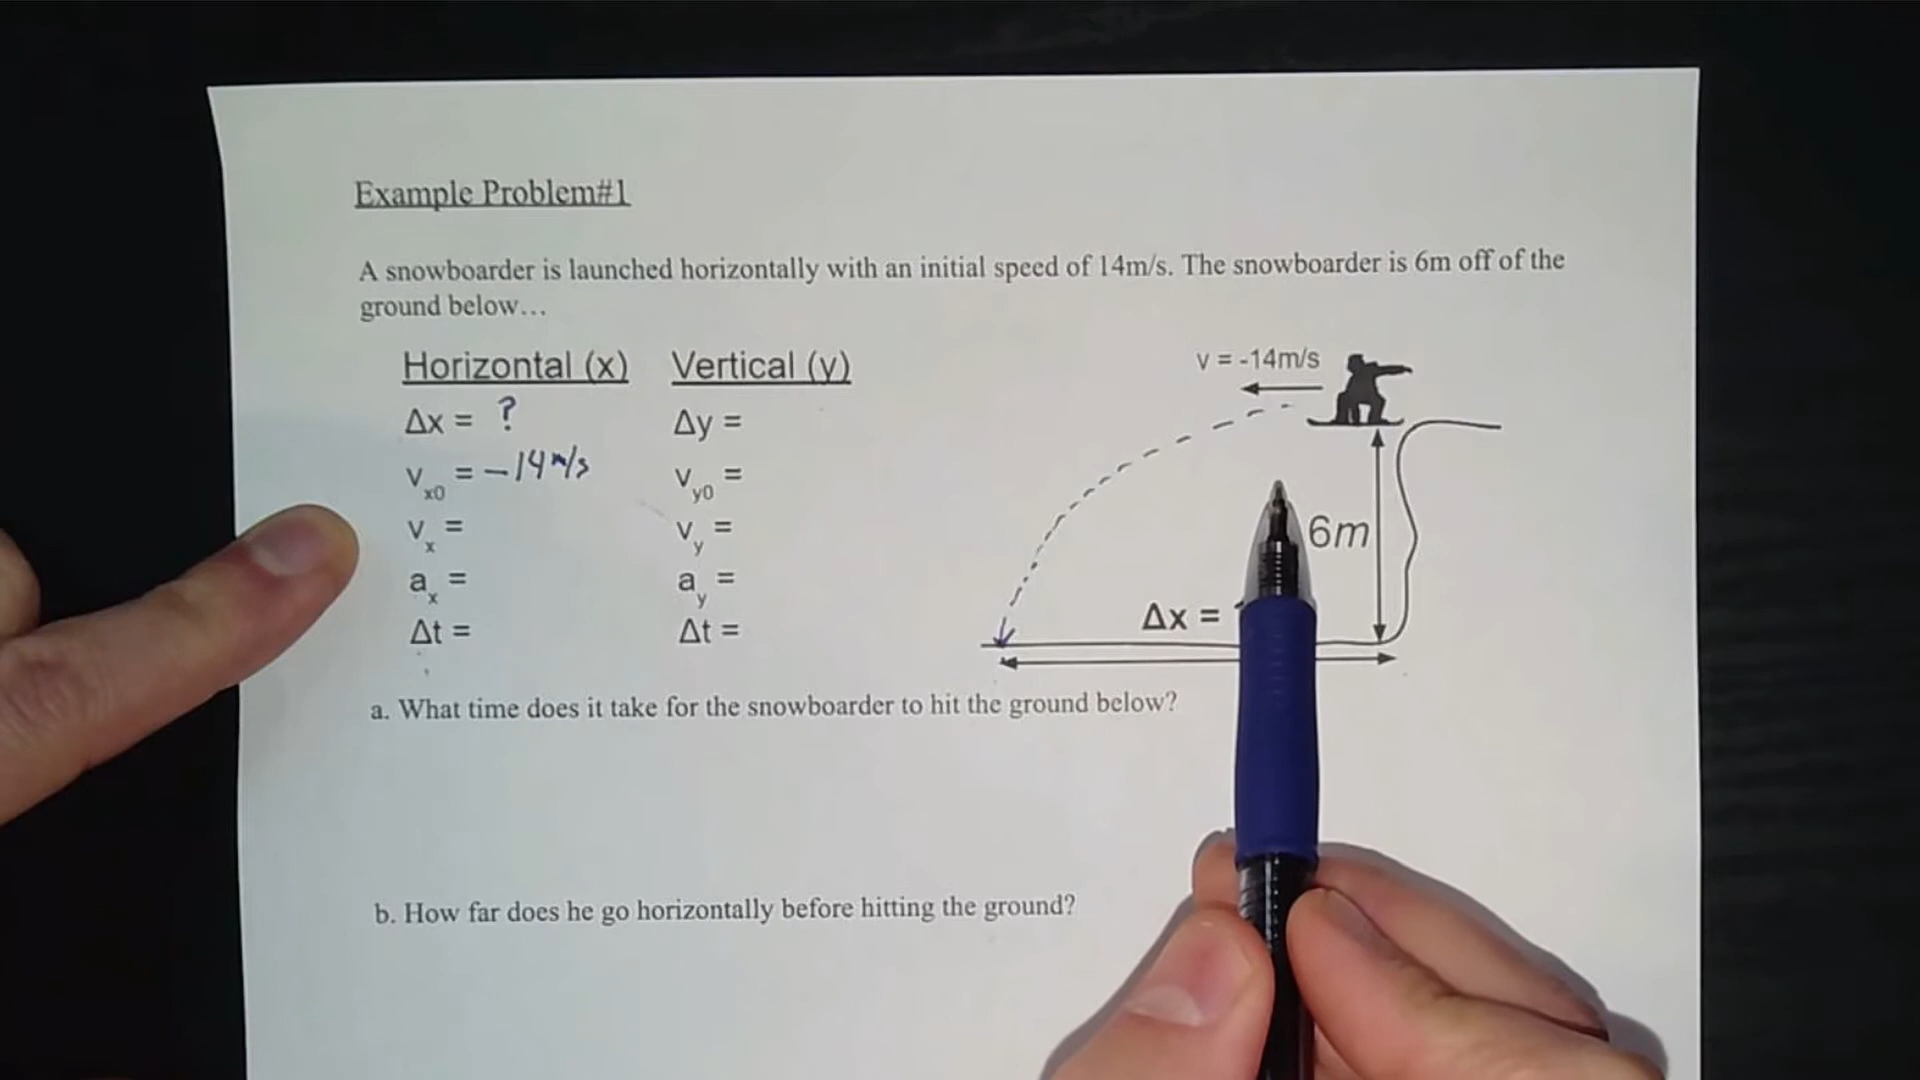 Example Problem#1
A snowboarder is launched horizontally with an initial speed of 14m/s. The snowboarder is 6m off of the
ground below…
Horizontal (x)
Δx = ?
vx0 = -14m/s
vx =
ax =
Δt =
Vertical (y)
Δy =
vy0 =
vy =
ay =
Δt =
v = -14m/s
6m
Δx =
a. What time does it take for the snowboarder to hit the ground below?
b. How far does he go horizontally before hitting the ground?